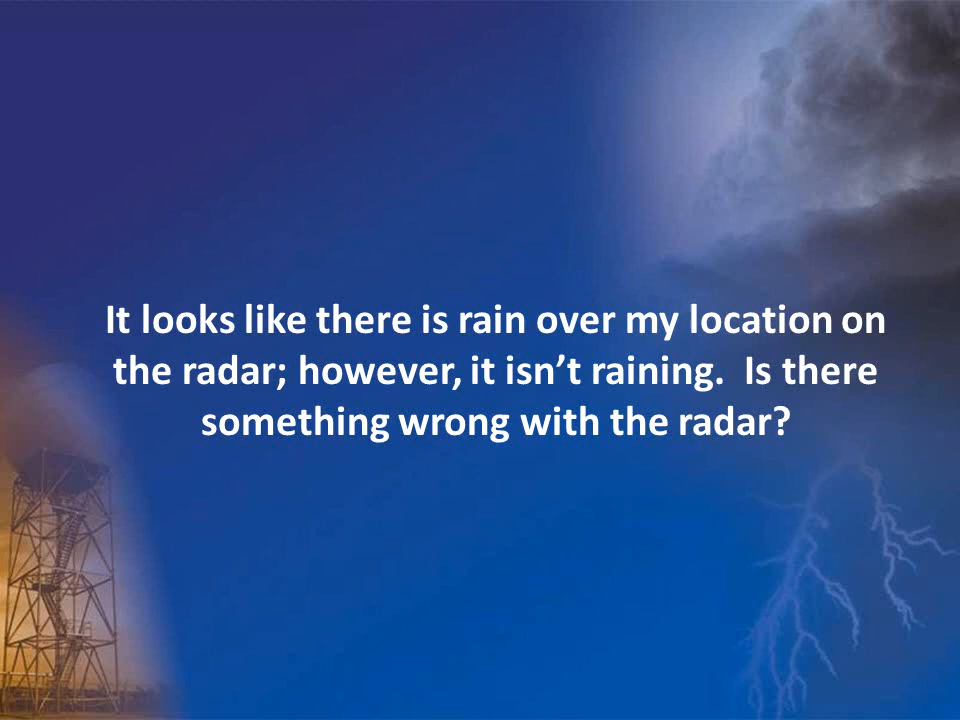 It looks like there is rain over my location on
the radar; however, it isn’t raining.  Is there
something wrong with the radar?